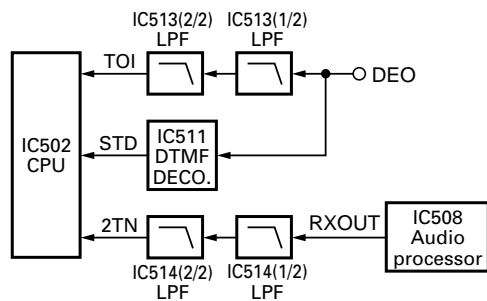 IC513(2/2)
LPF
IC513(1/2)
LPF
TOI
DEO
IC502
CPU
STD
IC511
DTMF
DECO.
2TN
RXOUT
IC508
Audio
processor
IC514(2/2)
LPF
IC514(1/2)
LPF